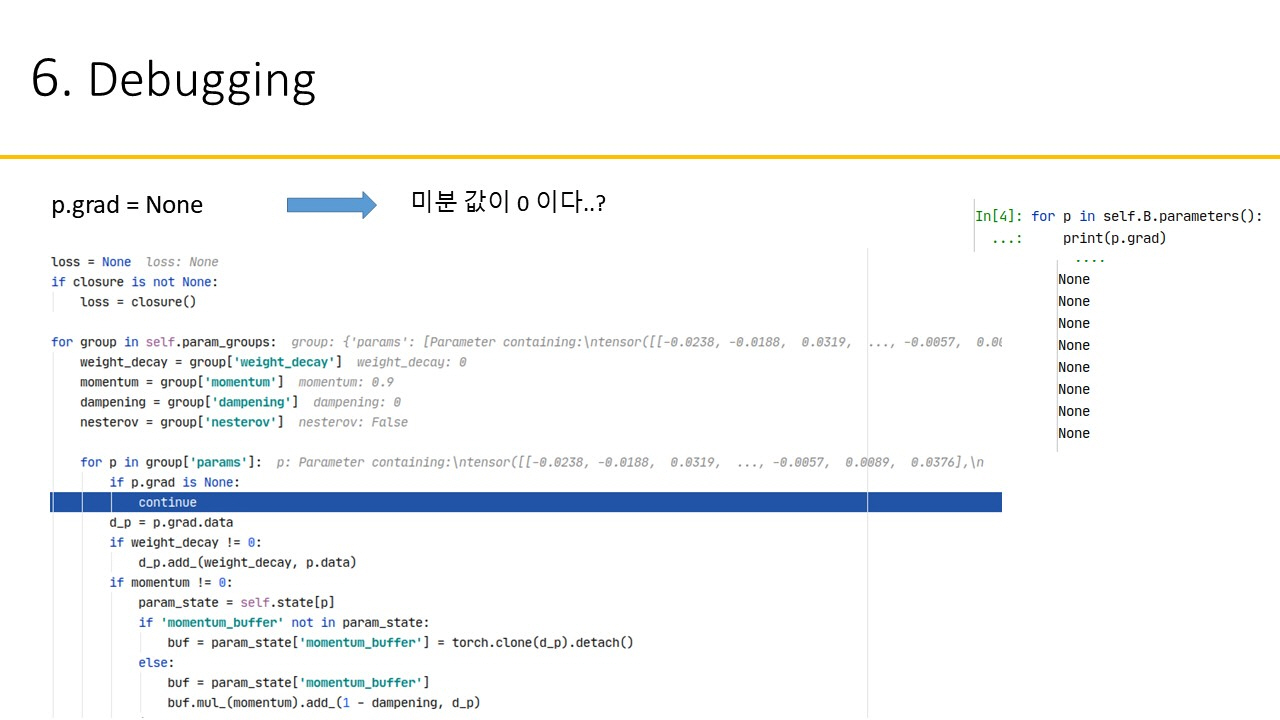 6. Debugging
p.grad = None
미분 값이 0 이다..?
In[4]: for p in self.B.parameters():
...: print(p.grad)
....
None
None
None
None
None
None
None
None
loss = None loss: None
if closure is not None:
loss = closure()
for group in self.param_groups: group: {'params': [Parameter containing:\ntensor([[-0.0238, -0.0188, 0.0319, ..., -0.0057, 0.00
weight_decay = group['weight_decay'] weight_decay: 0
momentum = group['momentum'] momentum: 0.9
dampening = group['dampening'] dampening: 0
nesterov = group['nesterov'] nesterov: False
for p in group['params']: p: Parameter containing:\ntensor([[-0.0238, -0.0188, 0.0319, ..., -0.0057, 0.0089, 0.0376],\n
if p.grad is None:
continue
d_p = p.grad.data
if weight_decay != 0:
d_p.add_(weight_decay, p.data)
if momentum != 0:
param_state = self.state[p]
if 'momentum_buffer' not in param_state:
buf = param_state['momentum_buffer'] = torch.clone(d_p).detach()
else:
buf = param_state['momentum_buffer']
buf.mul_(momentum).add_(1 - dampening, d_p)